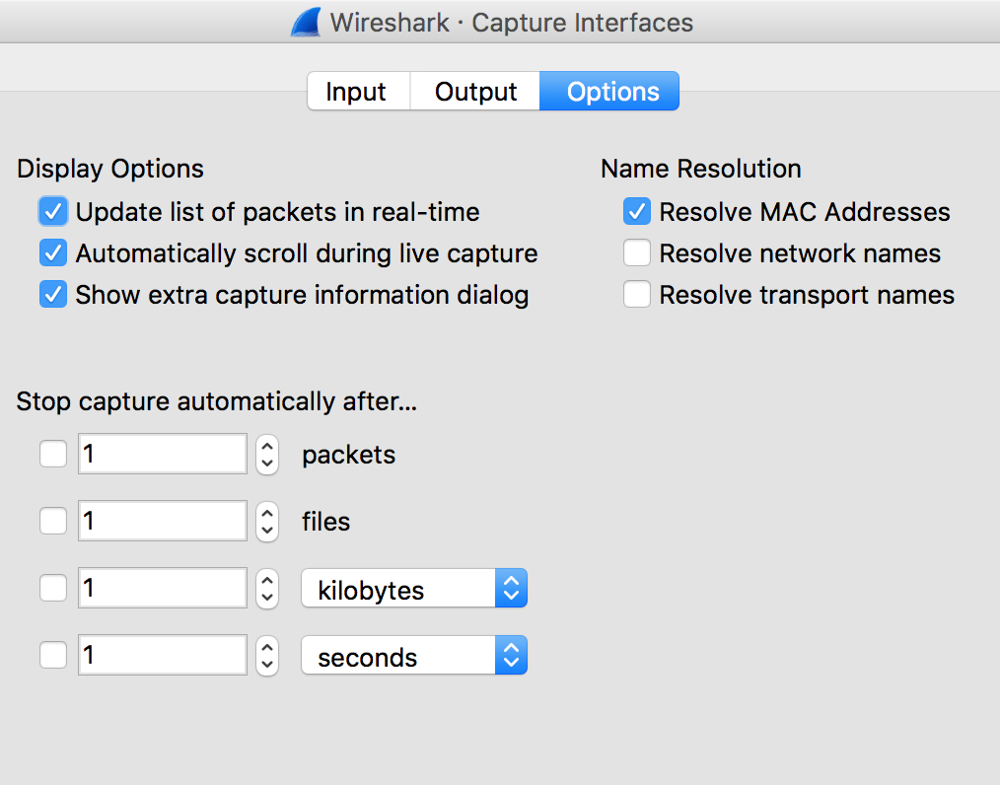 Wireshark · Capture Interfaces
Input Output Options
Display Options
Update list of packets in real-time
Automatically scroll during live capture
Show extra capture information dialog
Name Resolution
Resolve MAC Addresses
Resolve network names
Resolve transport names
Stop capture automatically after...
1 packets
1 files
1 kilobytes
1 seconds